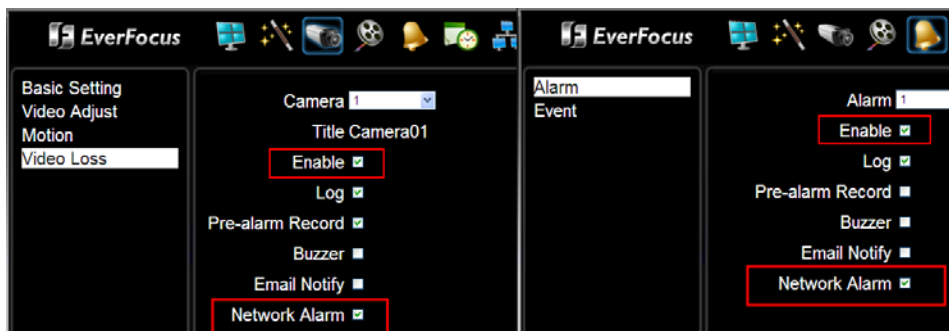 EverFocus
Basic Setting
Video Adjust
Motion
Video Loss
Camera 1
Title Camera01
Enable
Log
Pre-alarm Record
Buzzer
Email Notify
Network Alarm
EverFocus
Alarm
Event
Alarm 1
Enable
Log
Pre-alarm Record
Buzzer
Email Notify
Network Alarm